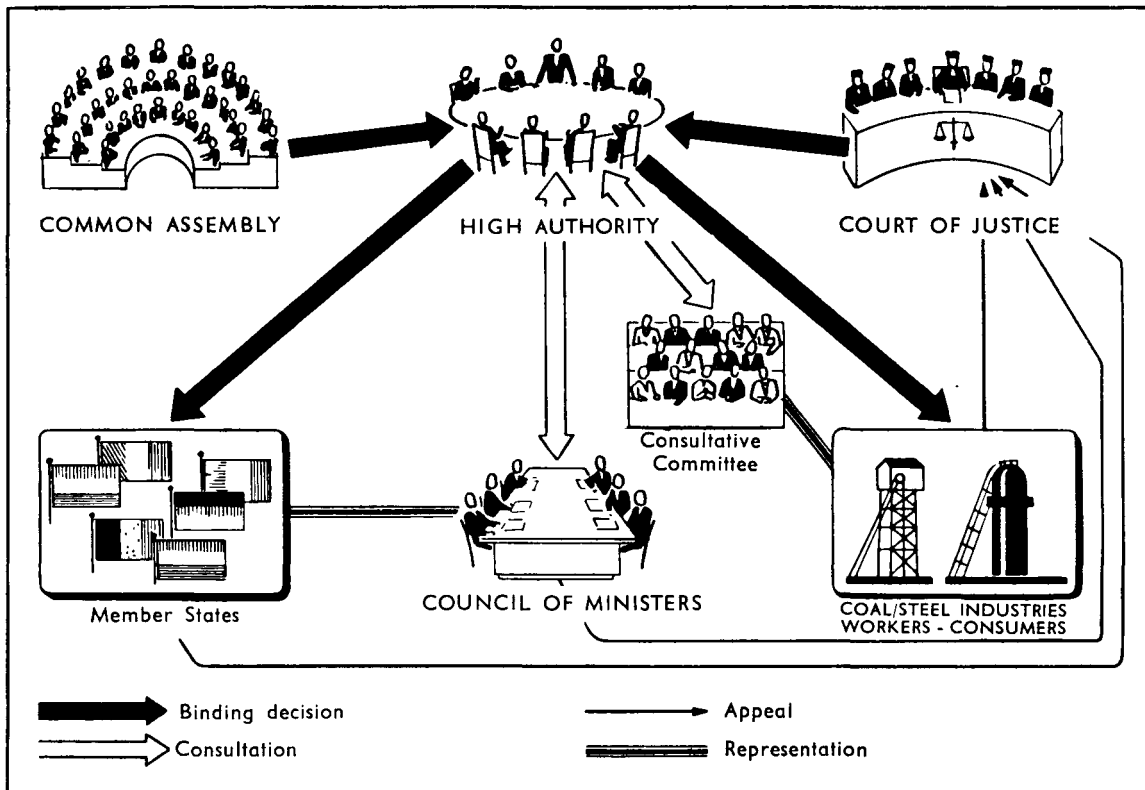 COMMON ASSEMBLY
HIGH AUTHORITY
COURT OF JUSTICE
Consultative
Committee
Member States
COUNCIL OF MINISTERS
COAL/STEEL INDUSTRIES
WORKERS - CONSUMERS
Binding decision
Appeal
Consultation
Representation